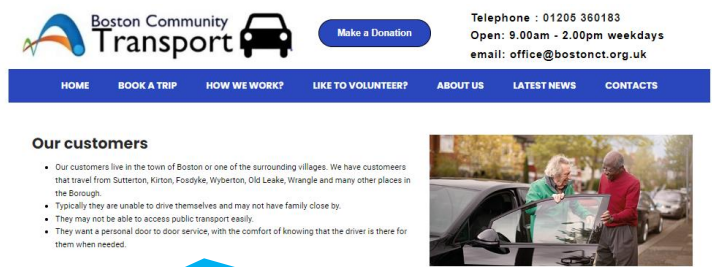 Boston Community
Transport
Make a Donation
Telephone : 01205 360183
Open: 9.00am - 2.00pm weekdays
email: office@bostonct.org.uk
HOME BOOK A TRIP HOW WE WORK? LIKE TO VOLUNTEER? ABOUT US LATEST NEWS CONTACTS
Our customers
• Our customers live in the town of Boston or one of the surrounding villages. We have customeers
that travel from Sutterton, Kirton, Fosdyke, Wyberton, Old Leake, Wrangle and many other places in
the Borough.
• Typically they are unable to drive themselves and may not have family close by.
• They may not be able to access public transport easily.
• They want a personal door to door service, with the comfort of knowing that the driver is there for
them when needed.